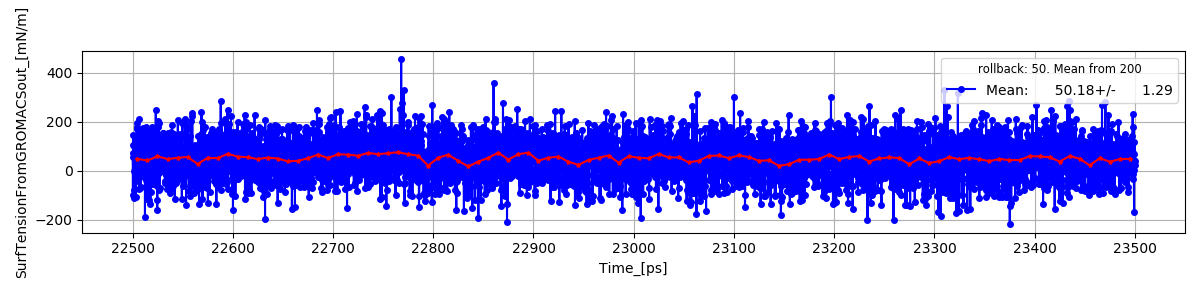 SurfTensionFromGROMACSout_[mN/m]
400
200
0
−200
rollback: 50. Mean from 200
Mean: 50.18+/- 1.29
22500 22600 22700 22800 22900 23000 23100 23200 23300 23400 23500
Time_[ps]